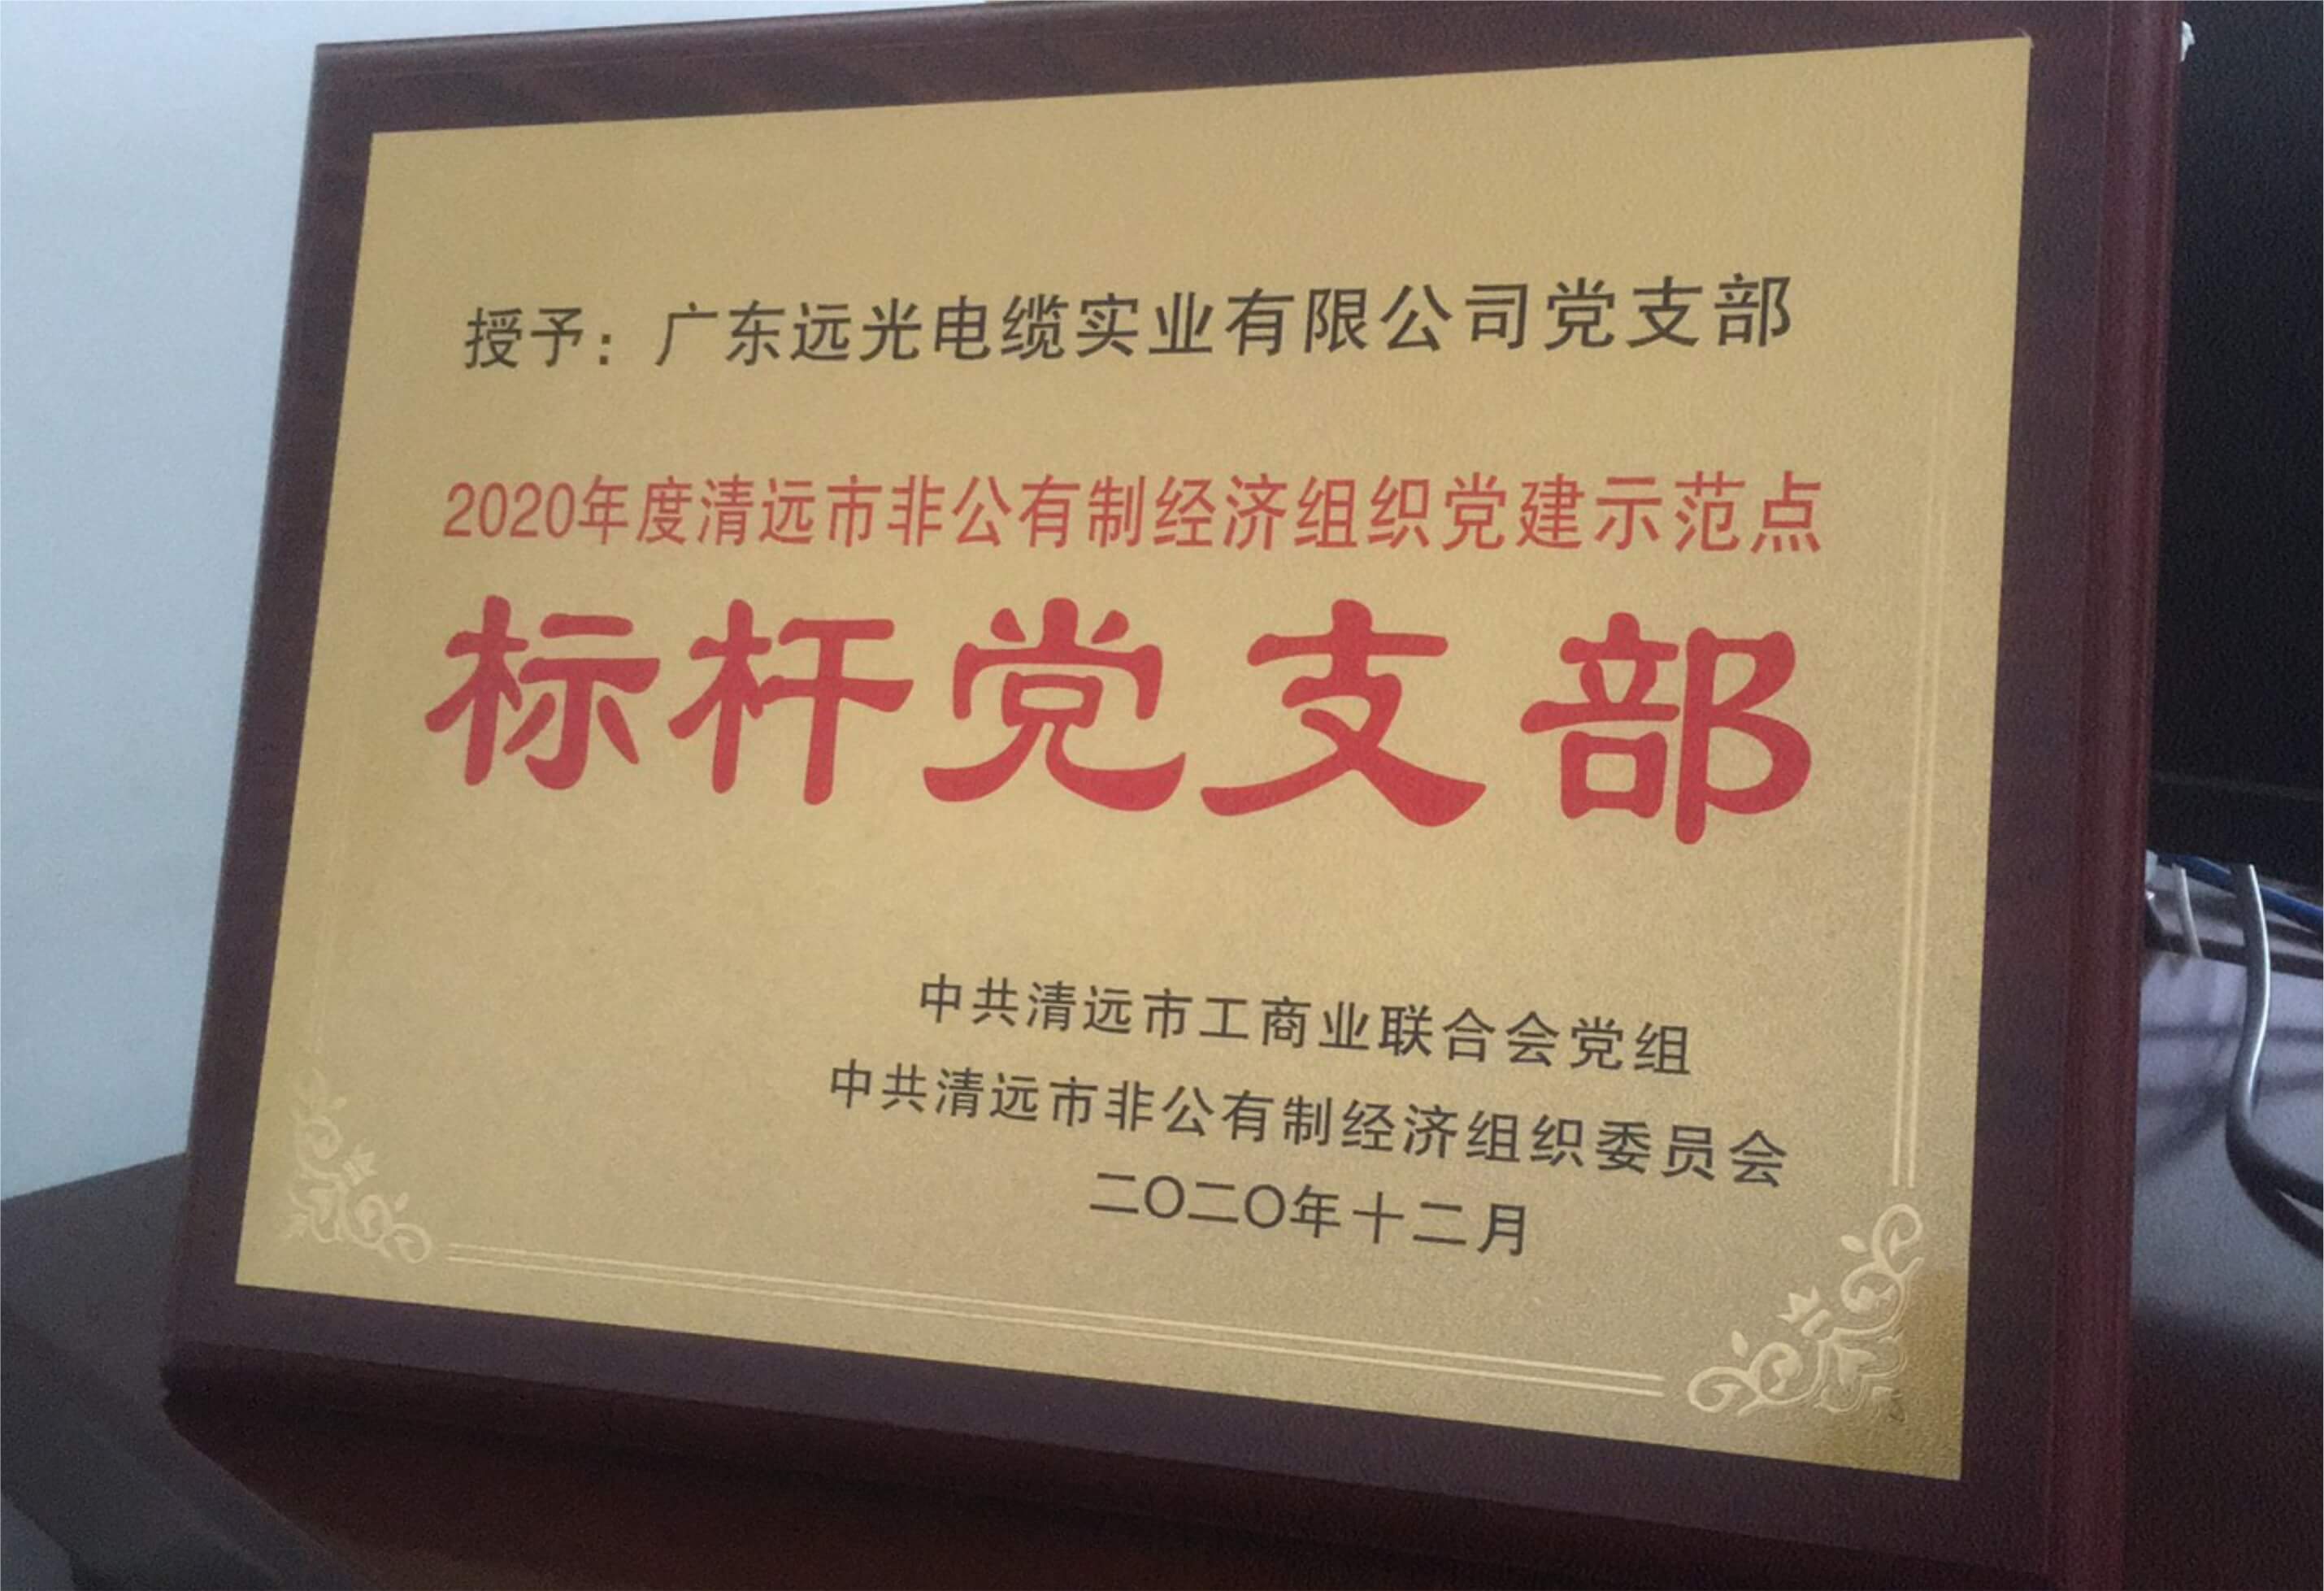 授予：广东远光电缆实业有限公司党支部
2020年度清远市非公有制经济组织党建示范点
标杆党支部
中共清远市工商业联合会党组
中共清远市非公有制经济组织委员会
二〇二〇年十二月